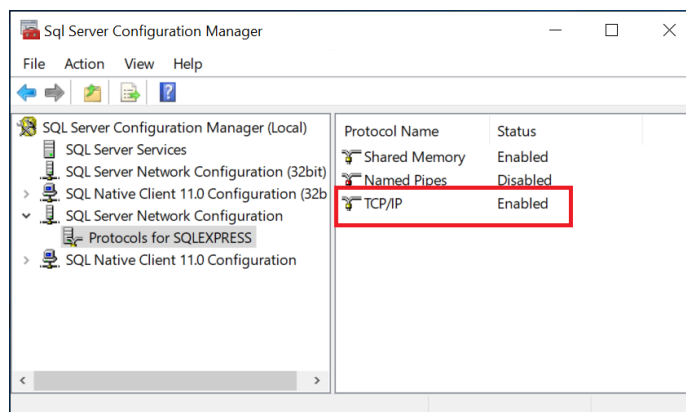 Sql Server Configuration Manager
File Action View Help
SQL Server Configuration Manager (Local)
SQL Server Services
SQL Server Network Configuration (32bit)
SQL Native Client 11.0 Configuration (32b
SQL Server Network Configuration
Protocols for SQLEXPRESS
SQL Native Client 11.0 Configuration
Protocol Name Status
Shared Memory Enabled
Named Pipes Disabled
TCP/IP Enabled